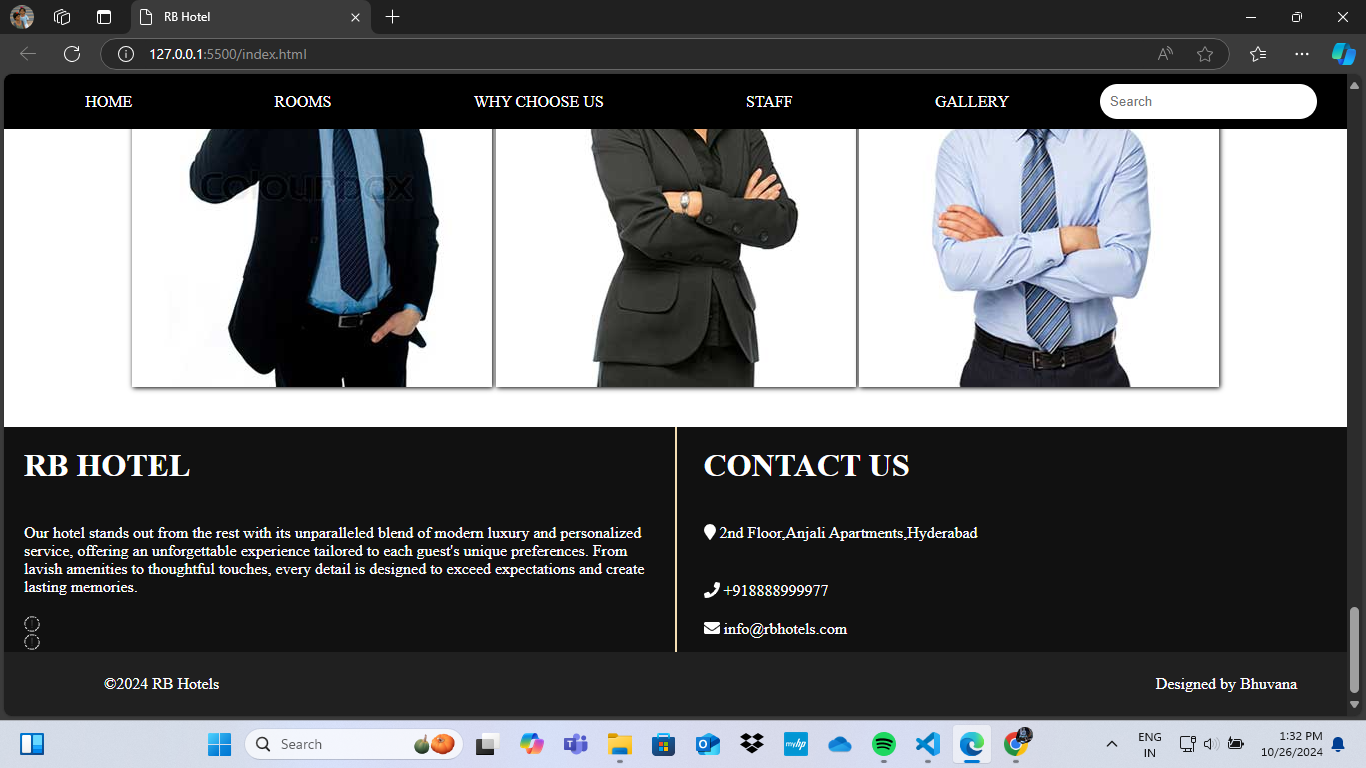 RB Hotel
127.0.0.1:5500/index.html
HOME
ROOMS
WHY CHOOSE US
STAFF
GALLERY
Search
Colourbox
RB HOTEL
Our hotel stands out from the rest with its unparalleled blend of modern luxury and personalized
service, offering an unforgettable experience tailored to each guest's unique preferences. From
lavish amenities to thoughtful touches, every detail is designed to exceed expectations and create
lasting memories.
CONTACT US
2nd Floor,Anjali Apartments,Hyderabad
+918888999977
info@rbhotels.com
©2024 RB Hotels
Designed by Bhuvana
Search
myhp
ENG
IN
1:32 PM
10/26/2024